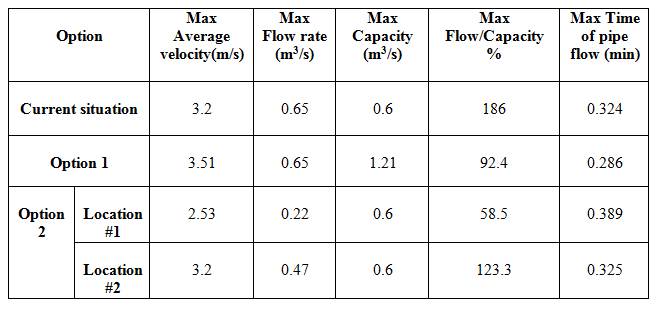 Option Max Average velocity(m/s) Max Flow rate (m³/s) Max Capacity (m³/s) Max Flow/Capacity % Max Time of pipe flow (min)
Current situation 3.2 0.65 0.6 186 0.324
Option 1 3.51 0.65 1.21 92.4 0.286
Option 2 Location #1 2.53 0.22 0.6 58.5 0.389
Location #2 3.2 0.47 0.6 123.3 0.325